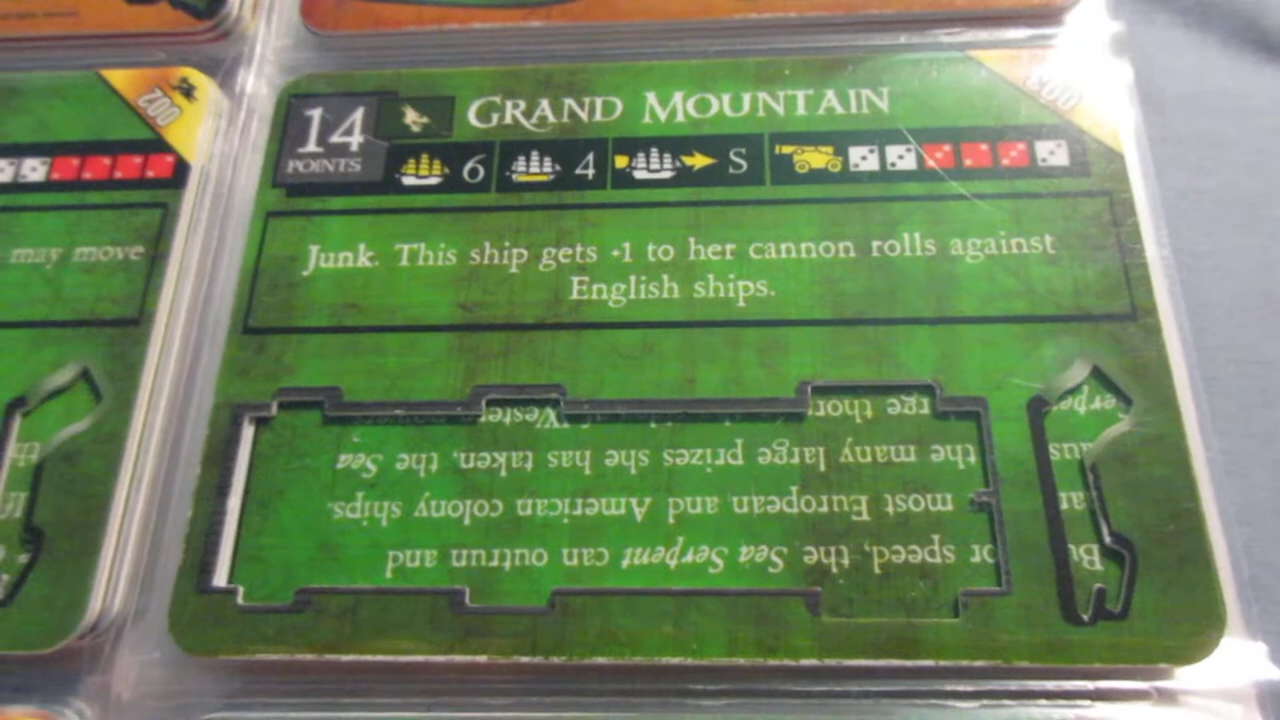 002
may move
14
POINTS
GRAND MOUNTAIN
6
4
S
Junk. This ship gets +1 to her cannon rolls against
English ships.
or speed, the Sea Serpent can outrun and
most European and American colony ships.
the many large prizes she has taken, the Sea